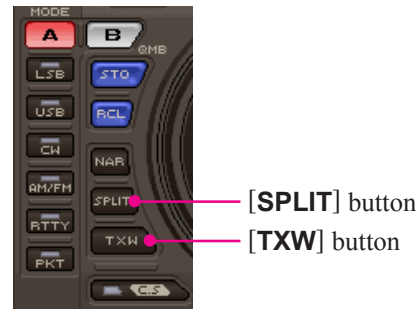 MODE
A B
QMB
LSB STO
USB RCL
CW
NAR
AM/FM
SPLIT [SPLIT] button
RTTY
TXW [TXW] button
PKT
C.S